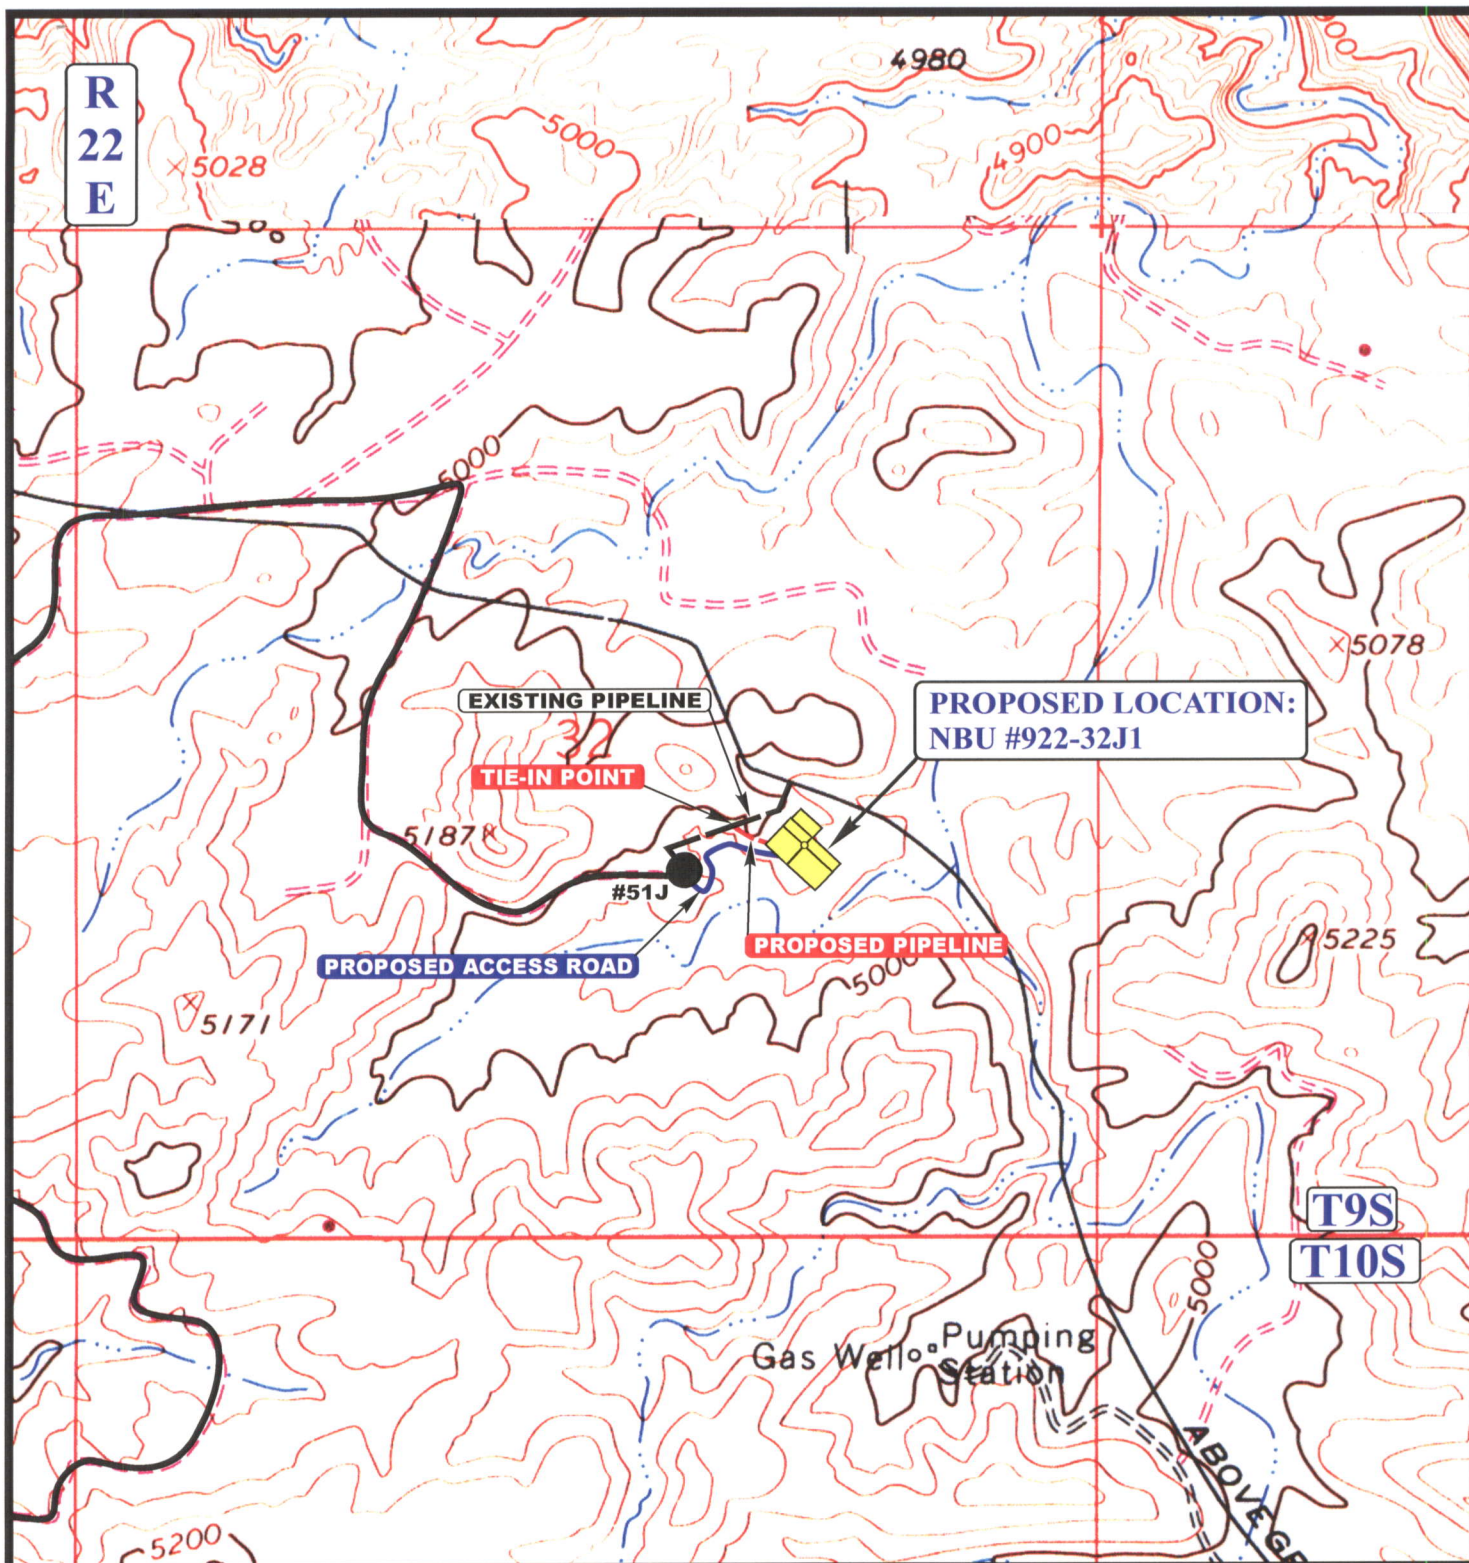 4980
R
22
E
5000
4900
5028
5000
5078
EXISTING PIPELINE
PROPOSED LOCATION:
NBU #922-32J1
32
TIE-IN POINT
5187
#51J
PROPOSED PIPELINE
5225
PROPOSED ACCESS ROAD
5000
5171
T9S
T10S
5000
Pumping
Gas Well
Station
5200